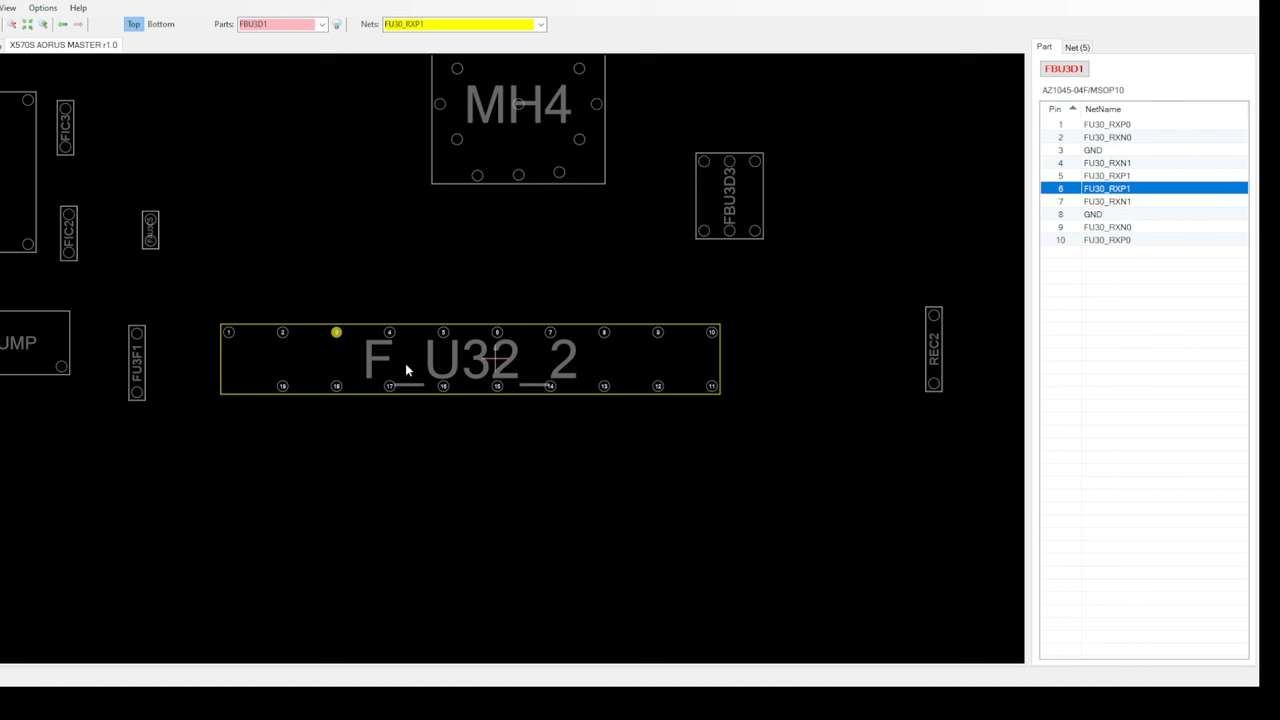 View Options Help
Top Bottom Parts: FBU3D1 Nets: FU30_RXP1
X570S AORUS MASTER r1.0
Part Net (5)
FBU3D1
AZ1045-04F/MSOP10
Pin NetName
1 FU30_RXP0
2 FU30_RXN0
3 GND
4 FU30_RXN1
5 FU30_RXP1
6 FU30_RXP1
7 FU30_RXN1
8 GND
9 FU30_RXN0
10 FU30_RXP0
MH4
FIC3
FBU3D3
FIC2
UMP
FU3F1
1 2 3 4 5 6 7 8 9 10
F_U32_2
19 18 17 16 15 14 13 12 11
REC2